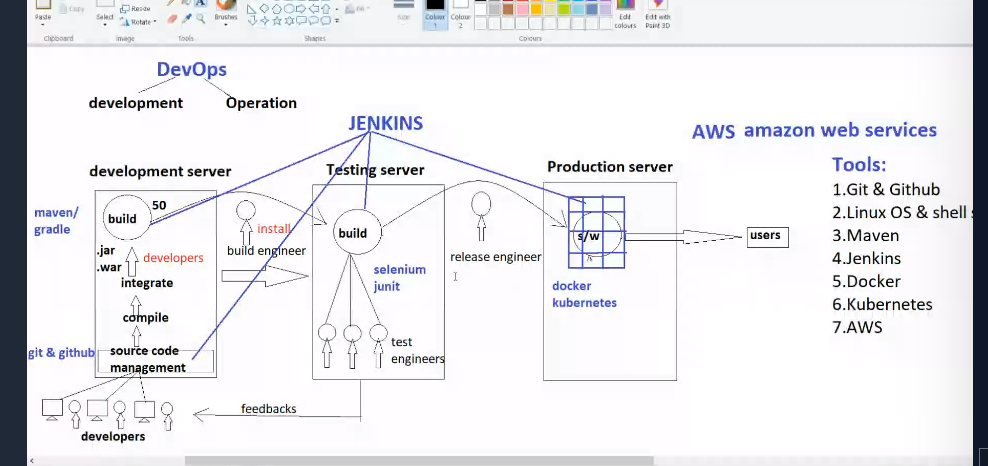 Paste
Copy
Select
Resize
Rotate
Brushes
Size
Colour
1
Colour
2
Edit
colours
Edit with
Paint 3D
Clipboard
Image
Tools
Shapes
Colours
DevOps
development
Operation
JENKINS
AWS amazon web services
development server
Testing server
Production server
Tools:
1.Git & Github
2.Linux OS & shell
3.Maven
4.Jenkins
5.Docker
6.Kubernetes
7.AWS
maven/
gradle
build
50
install
build engineer
build
release engineer
s/w
users
.jar
.war
developers
integrate
selenium
junit
docker
kubernetes
compile
git & github
source code
management
test
engineers
feedbacks
developers